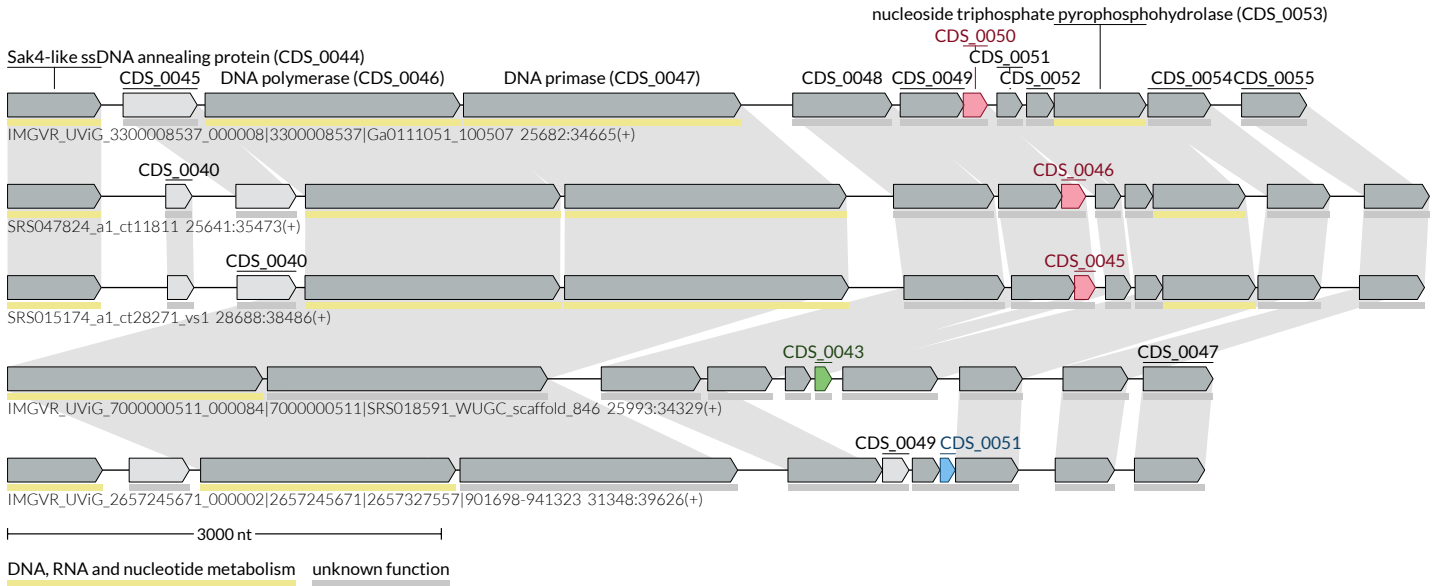 nucleoside triphosphate pyrophosphohydrolase (CDS_0053)
CDS_0050
Sak4-like ssDNA annealing protein (CDS_0044)
CDS_0051
CDS_0045 DNA polymerase (CDS_0046) DNA primase (CDS_0047) CDS_0048 CDS_0049 CDS_0052 CDS_0054 CDS_0055
IMGVR_UViG_3300008537_000008|3300008537|Ga0111051_100507 25682:34665(+)
CDS_0040 CDS_0046
SRS047824_a1_ct11811 25641:35473(+)
CDS_0040 CDS_0045
SRS015174_a1_ct28271_vs1 28688:38486(+)
CDS_0043 CDS_0047
IMGVR_UViG_7000000511_000084|7000000511|SRS018591_WUGC_scaffold_846 25993:34329(+)
CDS_0049 CDS_0051
IMGVR_UViG_2657245671_000002|2657245671|2657327557|901698-941323 31348:39626(+)
3000 nt
DNA, RNA and nucleotide metabolism unknown function